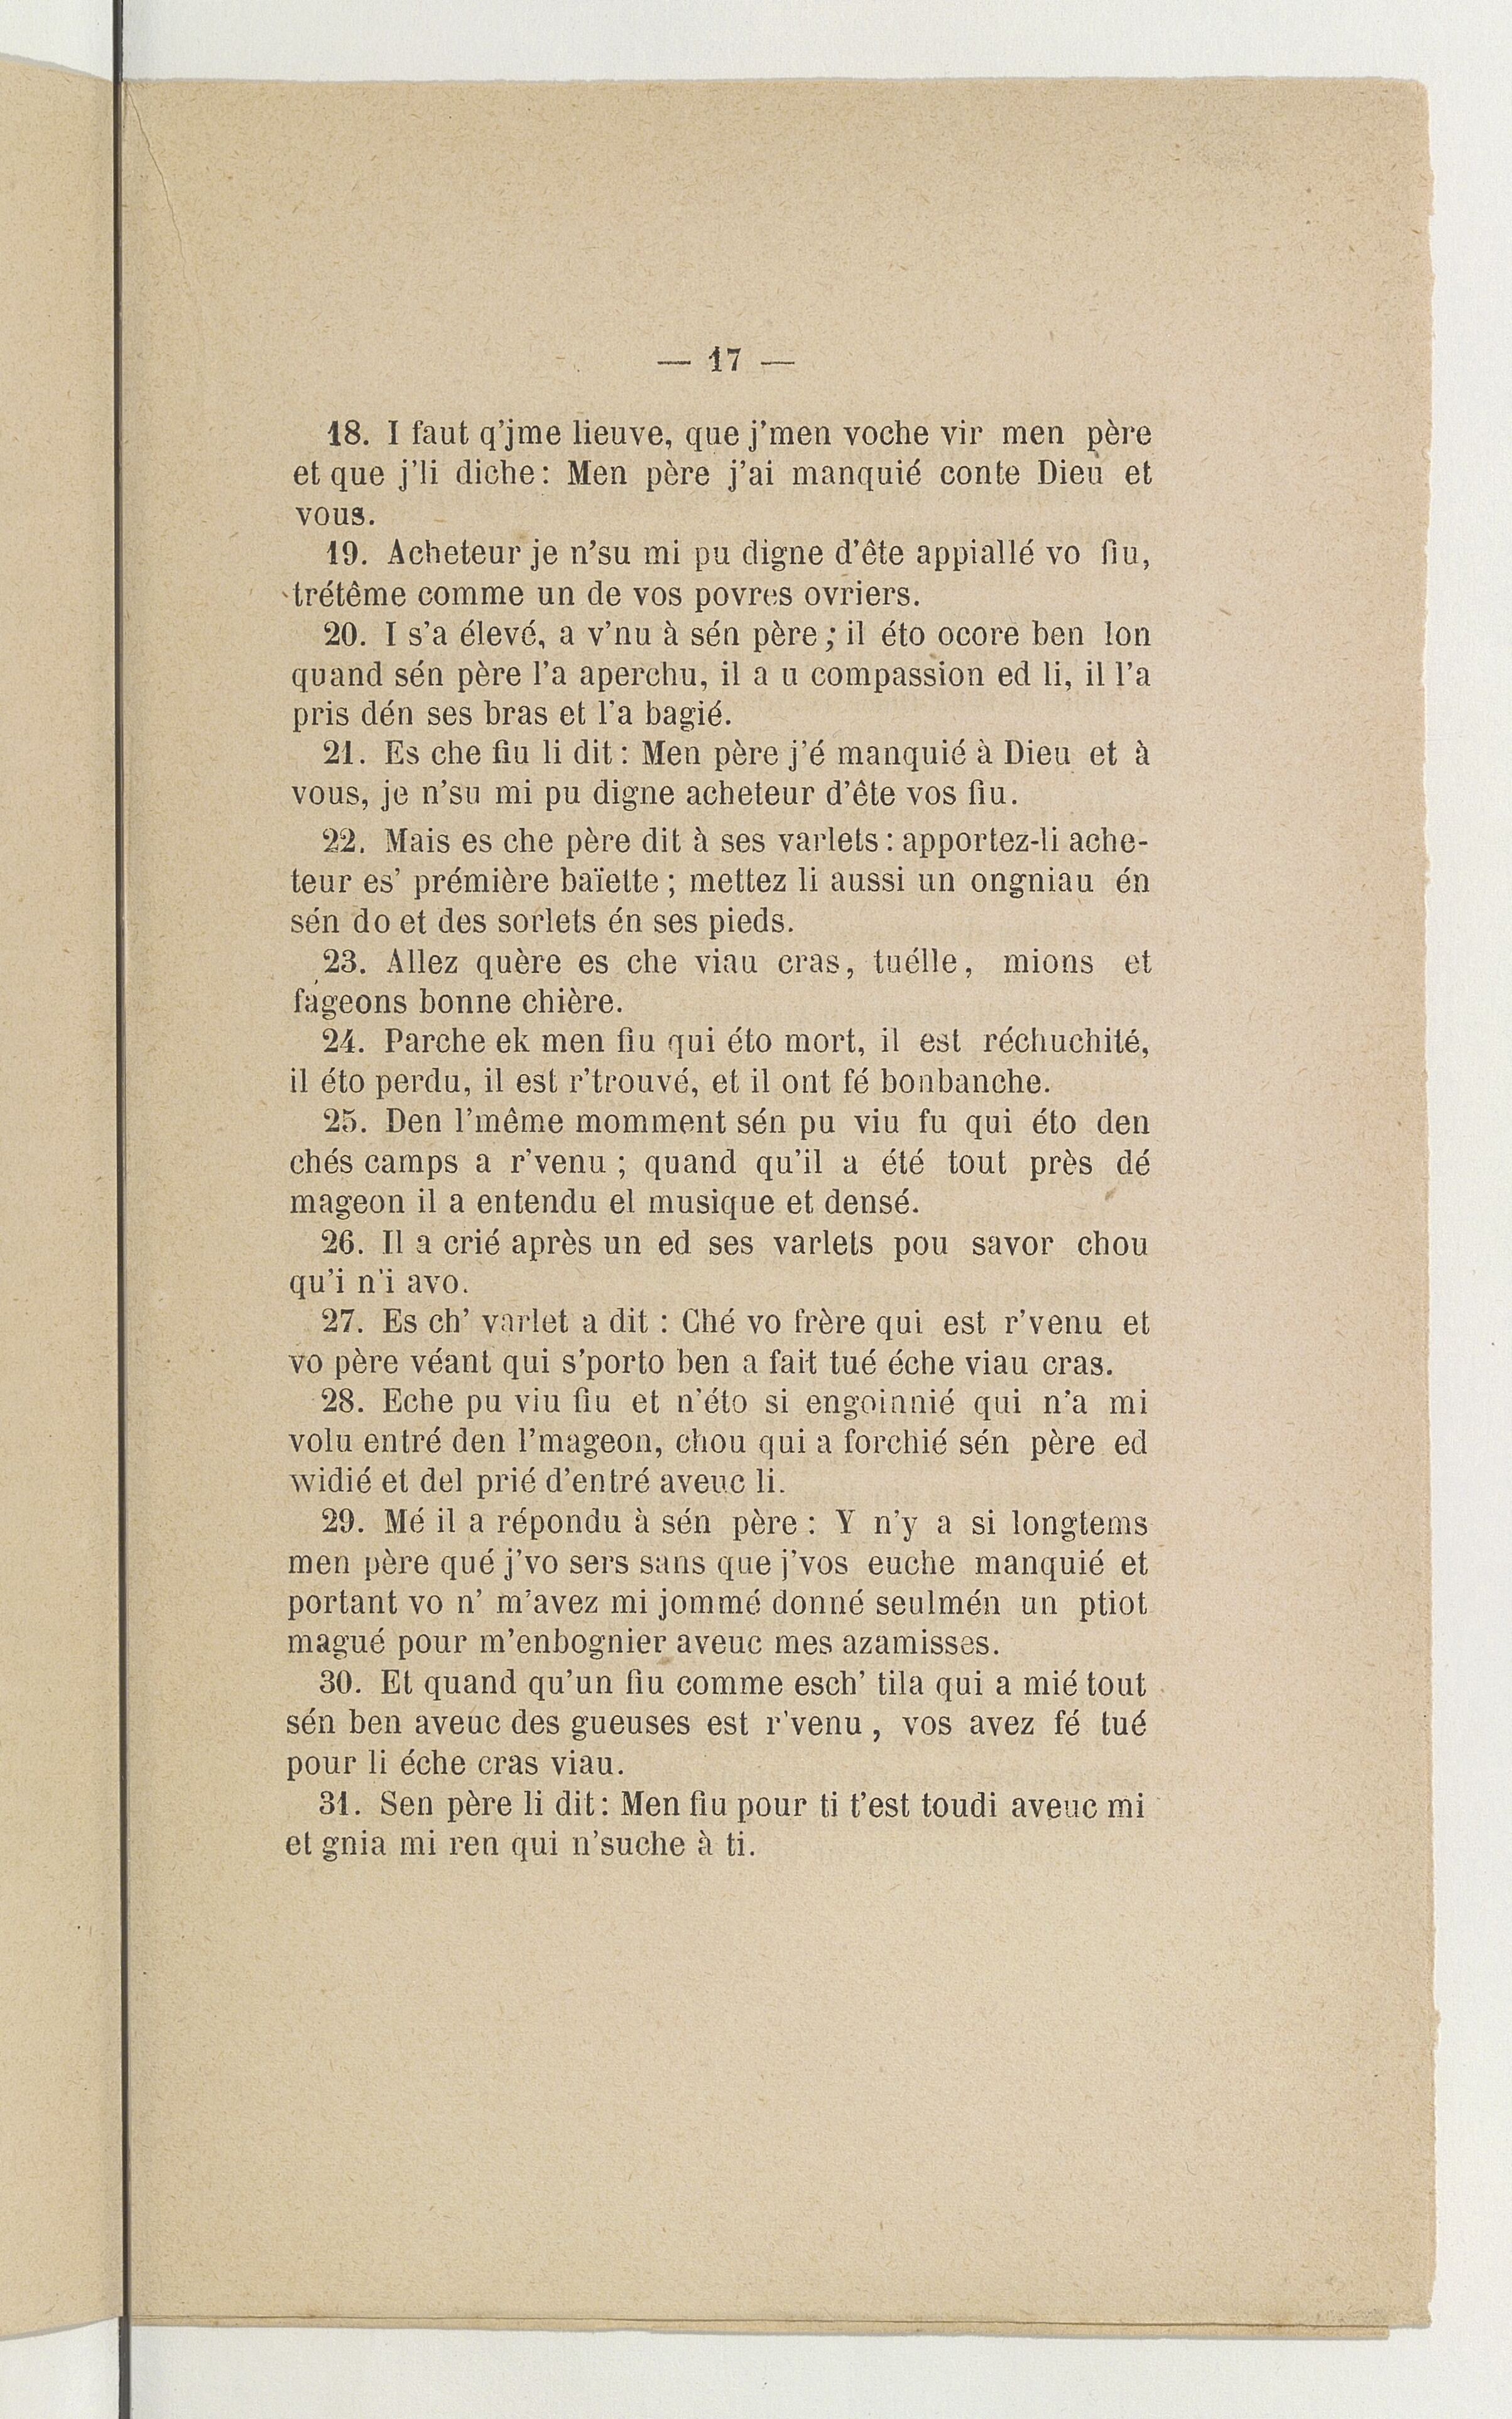 — 17 —
18. I faut q'jme lieuve, que j'men voche vir men père
et que j'li diche : Men père j'ai manquié conte Dieu et
vous.
19. Acheteur je n'su mi pu digne d'ête appiallé vo fiu,
trétême comme un de vos povres ovriers.
20. I s'a élevé, a v'nu à sén père ; il éto ocore ben lon
quand sén père l'a aperchu, il a u compassion ed li, il l'a
pris dén ses bras et l'a bagié.
21. Es che fiu li dit : Men père j'é manquié à Dieu et à
vous, je n'su mi pu digne acheteur d'ête vos fiu.
22. Mais es che père dit à ses varlets : apportez-li ache-
teur es' prémière baïette ; mettez li aussi un ongniau én
sén do et des sorlets én ses pieds.
23. Allez quère es che viau cras, tuélle, mions et
fageons bonne chière.
24. Parche ek men fiu qui éto mort, il est réchuchité,
il éto perdu, il est r'trouvé, et il ont fé bonbanche.
25. Den l'même momment sén pu viu fu qui éto den
chés camps a r'venu ; quand qu'il a été tout près dé
mageon il a entendu el musique et densé.
26. Il a crié après un ed ses varlets pou savor chou
qu'i n'i avo.
27. Es ch' varlet a dit : Ché vo frère qui est r'venu et
vo père véant qui s'porto ben a fait tué éche viau cras.
28. Eche pu viu fiu et n'éto si engoinnié qui n'a mi
volu entré den l'mageon, chou qui a forchié sén père ed
widié et del prié d'entré aveuc li.
29. Mé il a répondu à sén père : Y n'y a si longtems
men père qué j'vo sers sans que j'vos euche manquié et
portant vo n' m'avez mi jommé donné seulmén un ptiot
magué pour m'enbognier aveuc mes azamisses.
30. Et quand qu'un fiu comme esch' tila qui a mié tout
sén ben aveuc des gueuses est r'venu, vos avez fé tué
pour li éche cras viau.
31. Sen père li dit : Men fiu pour ti t'est toudi aveuc mi
et gnia mi ren qui n'suche à ti.